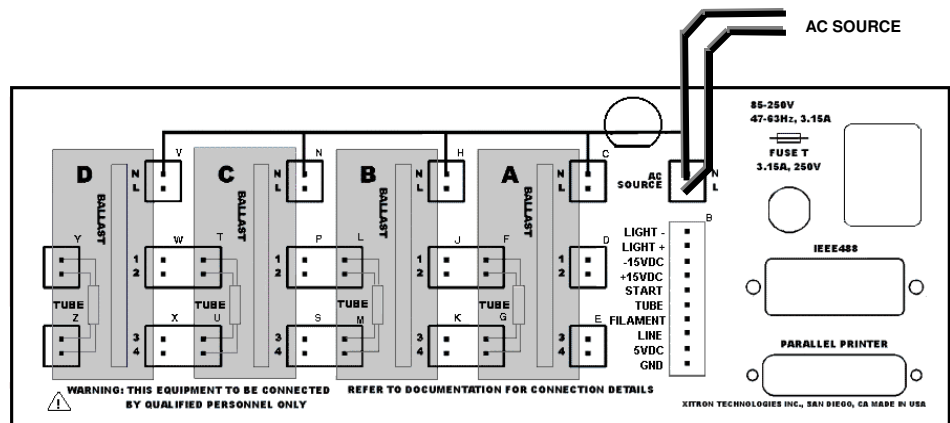 AC SOURCE
85-250V
47-63Hz, 3.15A
FUSE T
3.15A, 250V
V
N
H
C
D
C
B
A
N
L
N
L
N
L
N
L
AC
SOURCE
N
L
BALLAST
BALLAST
BALLAST
BALLAST
B
LIGHT -
LIGHT +
-15VDC
+15VDC
START
TUBE
FILAMENT
LINE
5VDC
GND
Y
W
T
P
L
J
F
D
1
2
1
2
1
2
1
2
TUBE
TUBE
TUBE
TUBE
Z
X
U
S
M
K
G
E
3
4
3
4
3
4
3
4
IEEE488
PARALLEL PRINTER
WARNING: THIS EQUIPMENT TO BE CONNECTED
BY QUALIFIED PERSONNEL ONLY
REFER TO DOCUMENTATION FOR CONNECTION DETAILS
XITRON TECHNOLOGIES INC., SAN DIEGO, CA MADE IN USA